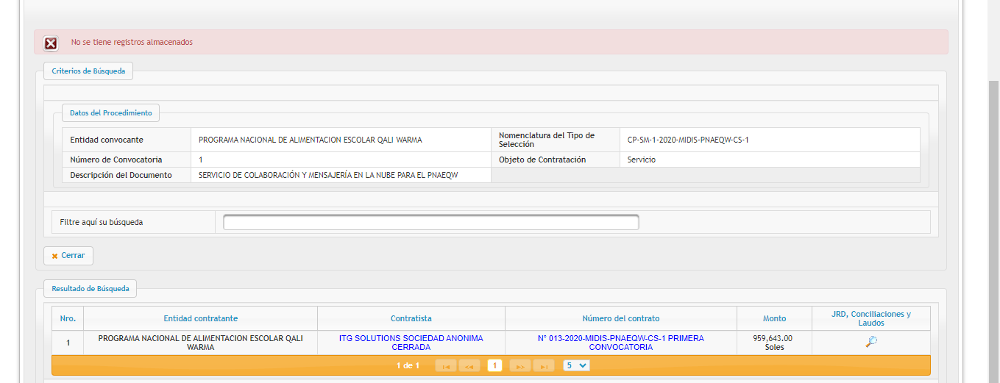 No se tiene registros almacenados
Criterios de Búsqueda
Datos del Procedimiento
Entidad convocante
PROGRAMA NACIONAL DE ALIMENTACION ESCOLAR QALI WARMA
Nomenclatura del Tipo de
Selección
CP-SM-1-2020-MIDIS-PNAEQW-CS-1
Número de Convocatoria
1
Objeto de Contratación
Servicio
Descripción del Documento
SERVICIO DE COLABORACIÓN Y MENSAJERÍA EN LA NUBE PARA EL PNAEQW
Filtre aquí su búsqueda
Cerrar
Resultado de Búsqueda
Nro.
Entidad contratante
Contratista
Número del contrato
Monto
JRD, Conciliaciones y
Laudos
1
PROGRAMA NACIONAL DE ALIMENTACION ESCOLAR QALI
WARMA
ITG SOLUTIONS SOCIEDAD ANONIMA
CERRADA
N° 013-2020-MIDIS-PNAEQW-CS-1 PRIMERA
CONVOCATORIA
959,643.00
Soles
1 de 1
1
5